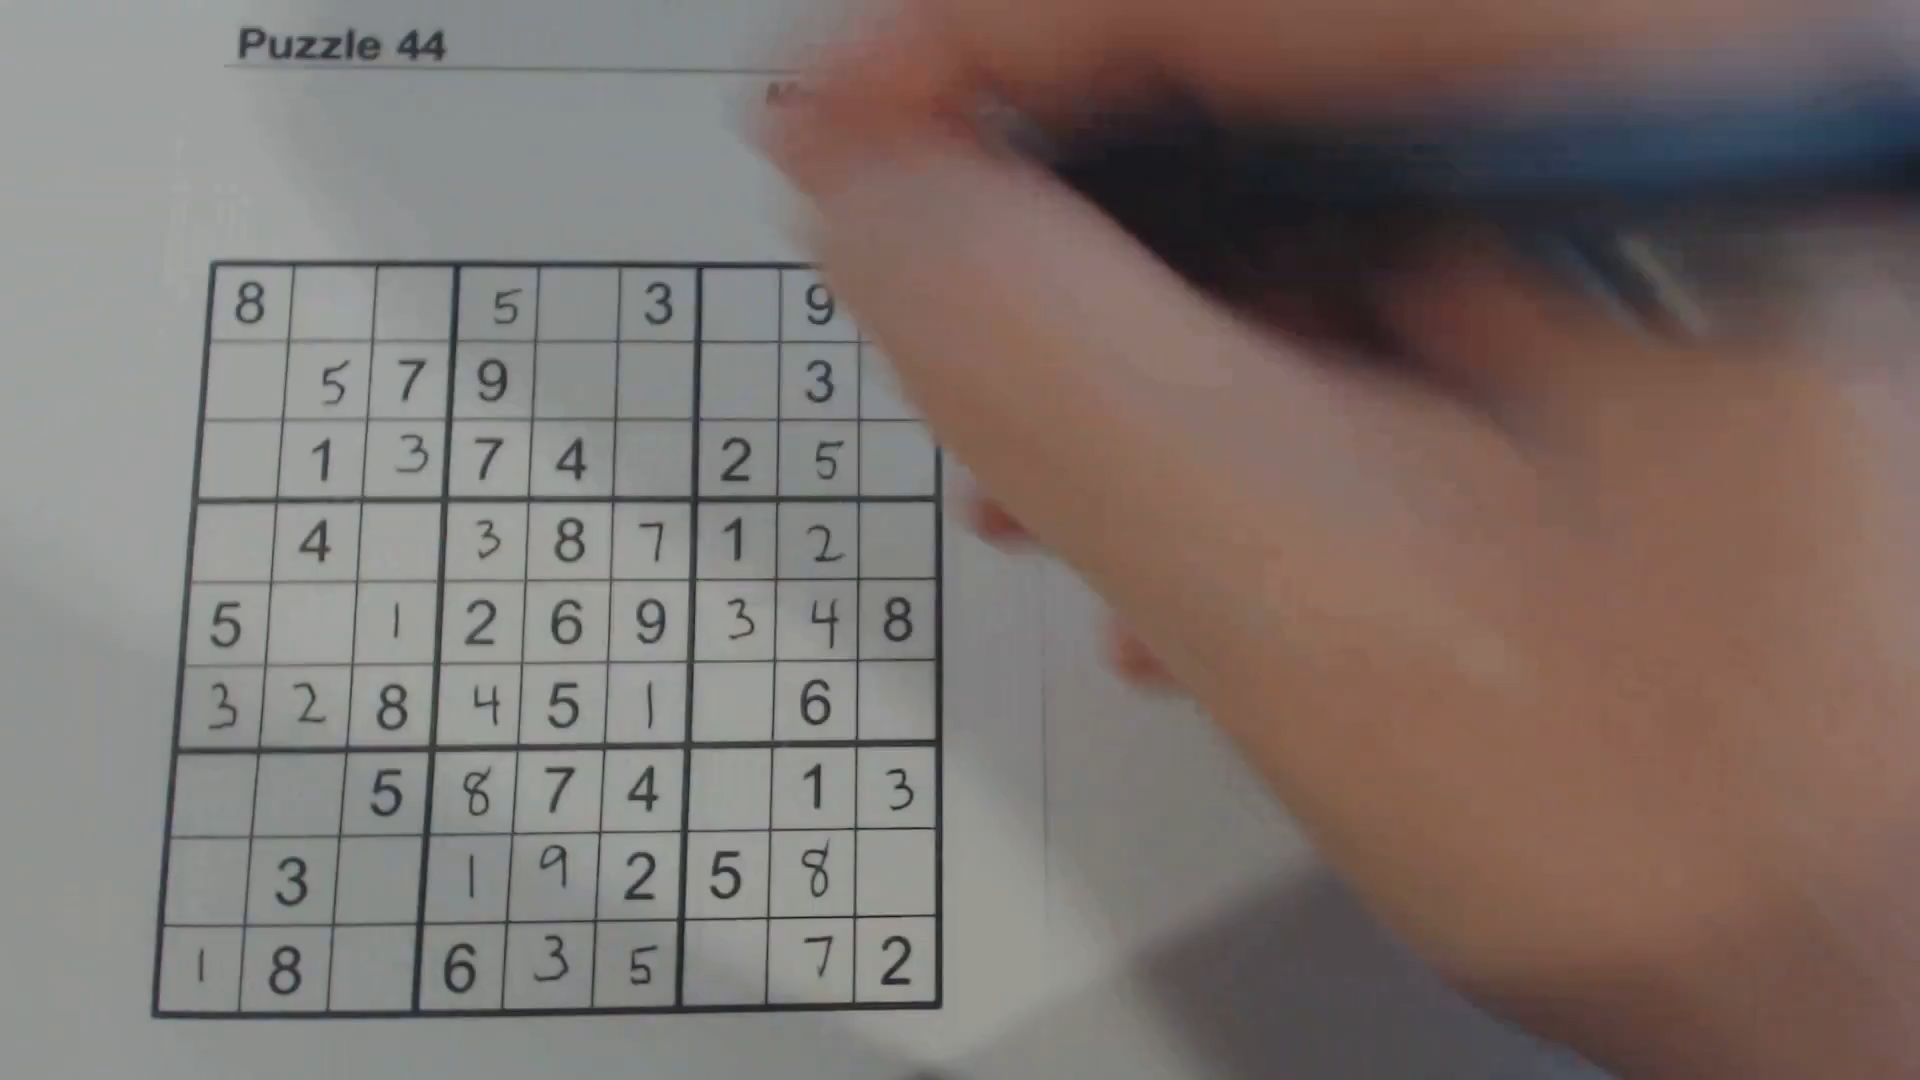 Puzzle 44
8 5 3 9
5 7 9 3
1 3 7 4 2 5
4 3 8 7 1 2
5 1 2 6 9 3 4 8
3 2 8 4 5 1 6
5 8 7 4 1 3
3 1 9 2 5 8
1 8 6 3 5 7 2